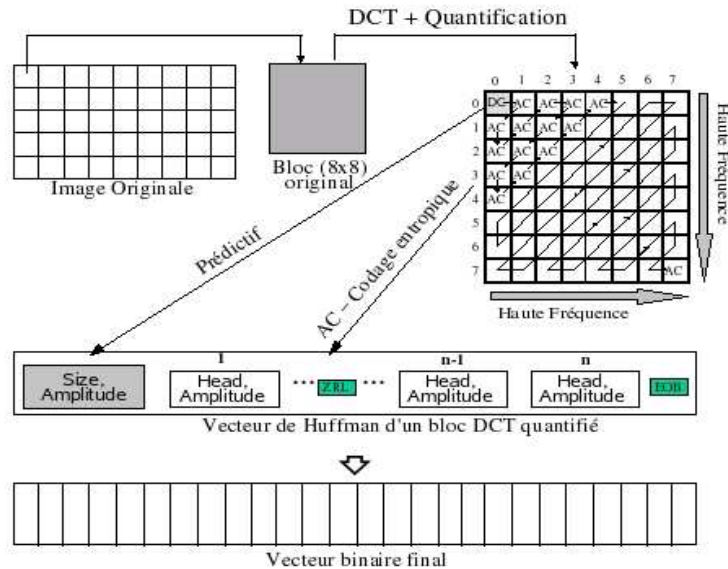 DCT + Quantification
0 1 2 3 4 5 6 7
0 DC AC AC AC AC
1 AC AC AC AC
2 AC AC AC
3 AC AC
4 AC
5
6
7 AC
Haute Fréquence
Haute Fréquence
Image Originale
Bloc (8x8)
original
Prédictif
AC – Codage entropique
1 n-1 n
Size,
Amplitude
Head,
Amplitude
... ZRL ...
Head,
Amplitude
Head,
Amplitude
EOB
Vecteur de Huffman d'un bloc DCT quantifié
Vecteur binaire final